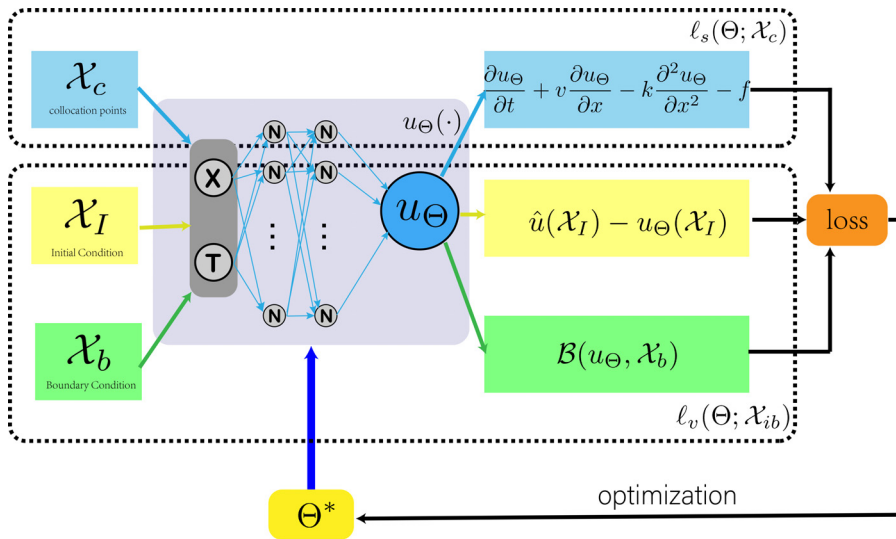 ℓ_s(Θ; 𝒳_c)
𝒳_c
collocation points
∂u_Θ/∂t + v ∂u_Θ/∂x − k ∂²u_Θ/∂x² − f
u_Θ(·)
N N
X
N N
𝒳_I
Initial Condition
u_Θ
û(𝒳_I) − u_Θ(𝒳_I)
loss
T
⋮ ⋮
N N
𝒳_b
Boundary Condition
ℬ(u_Θ, 𝒳_b)
ℓ_v(Θ; 𝒳_ib)
optimization
Θ*